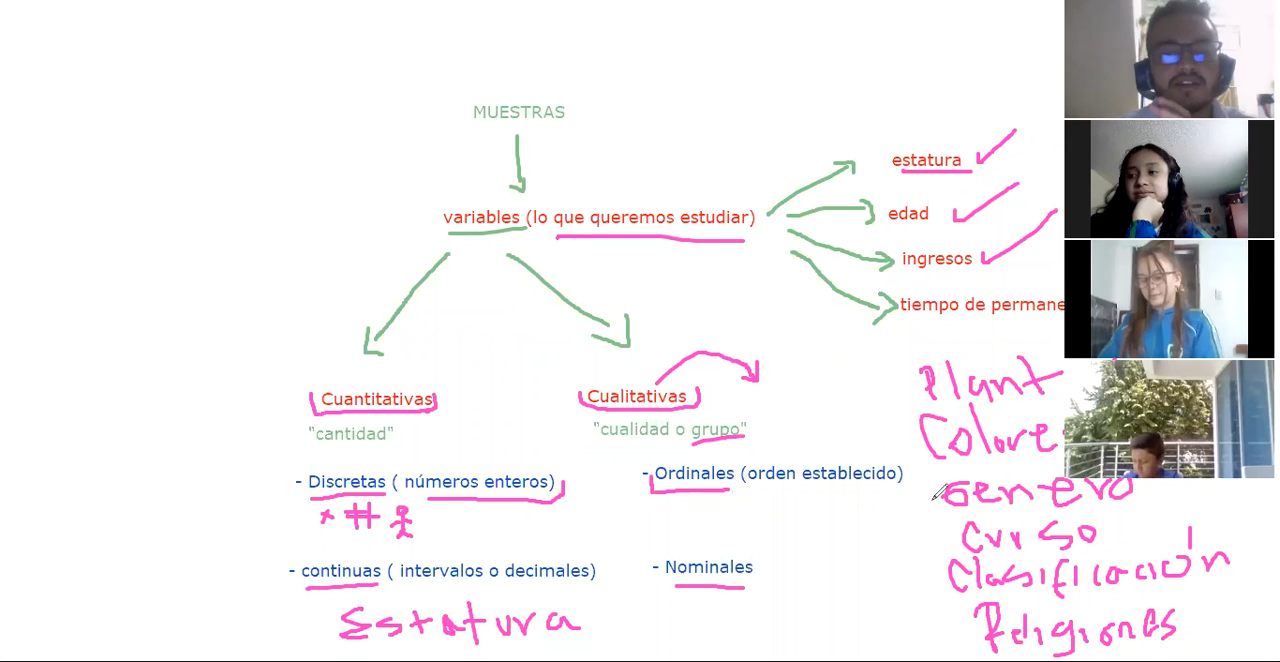 MUESTRAS
variables (lo que queremos estudiar)
estatura
edad
ingresos
tiempo de permane
Cuantitativas
"cantidad"
- Discretas ( números enteros)
* # 
- continuas ( intervalos o decimales)
Estatura
Cualitativas
"cualidad o grupo"
- Ordinales (orden establecido)
- Nominales
Plant
Colore
Genero
Curso
Clasificación
Religiones